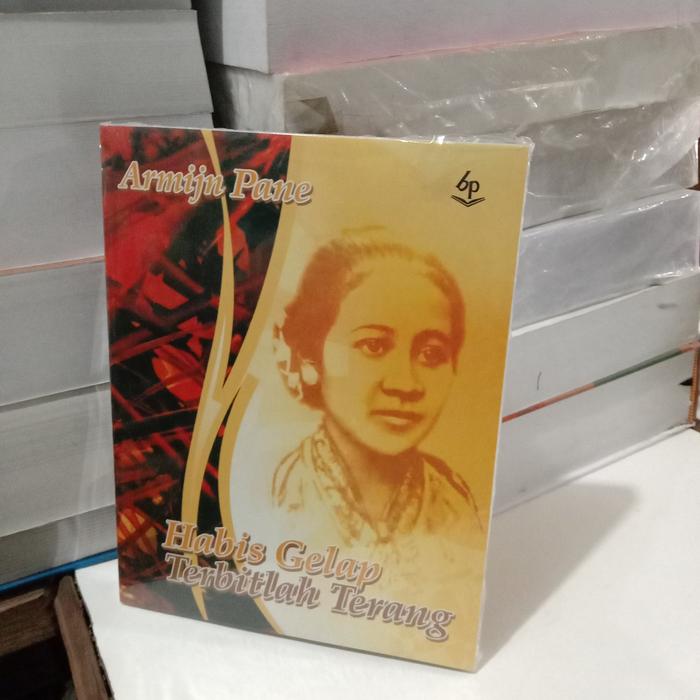 Armijn Pane
bp
Habis Gelap
Terbitlah Terang